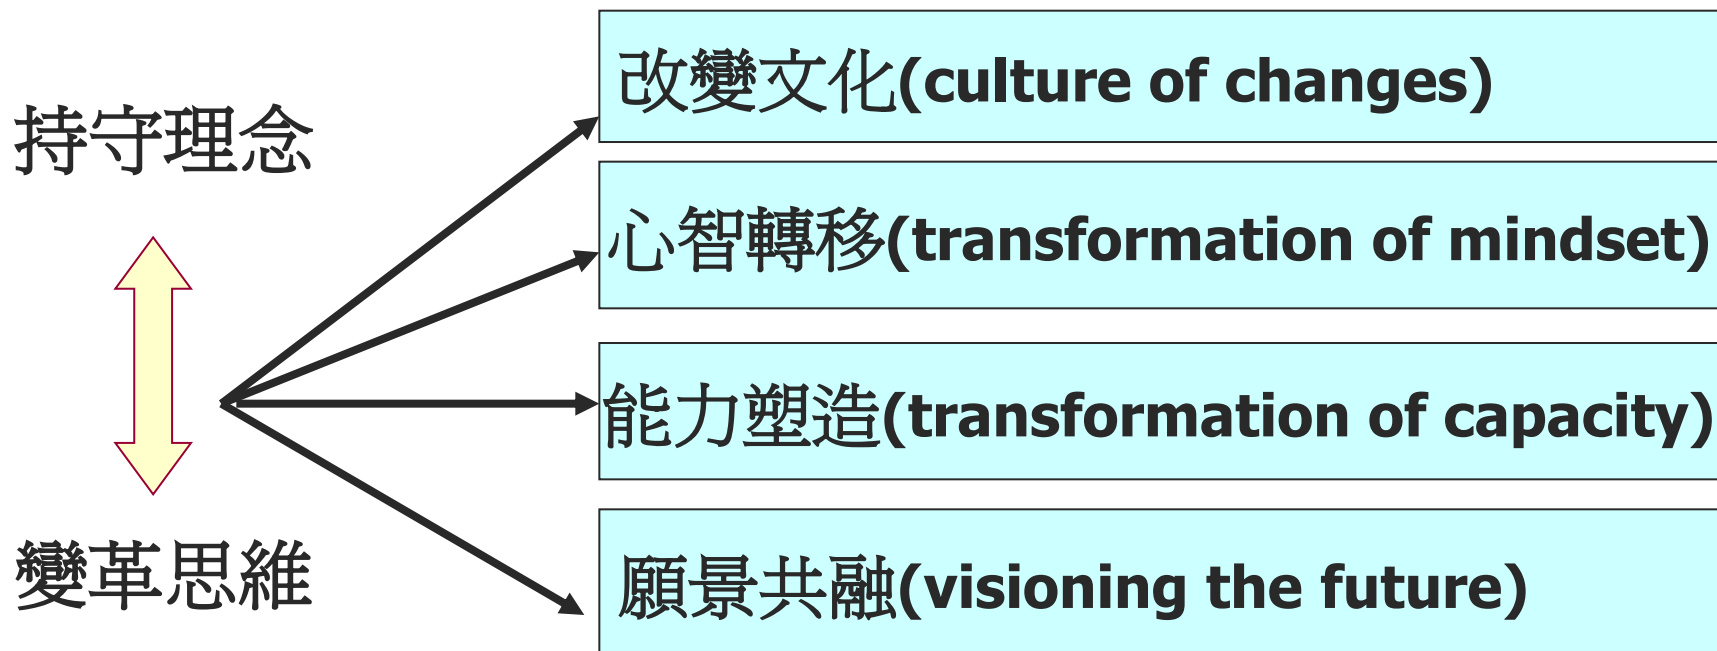 持守理念
變革思維
改變文化(culture of changes)
心智轉移(transformation of mindset)
能力塑造(transformation of capacity)
願景共融(visioning the future)